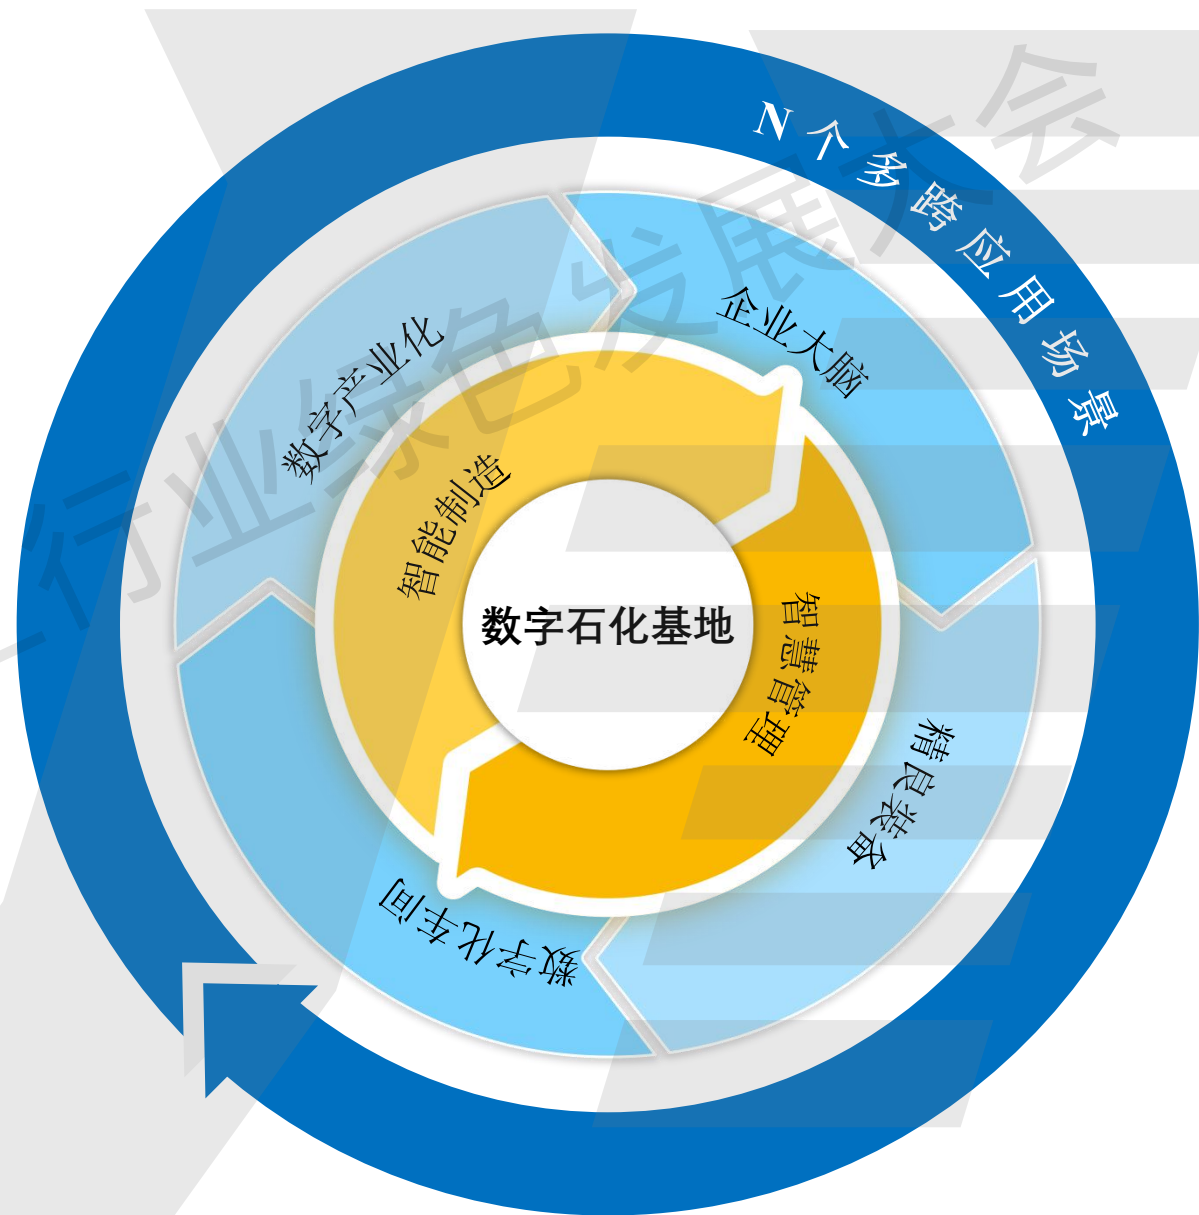 N个多跨应用场景
企业大脑
数字产业化
智能制造
数字石化基地
智慧管理
精良装备
数字化车间
行业绿色发展大会